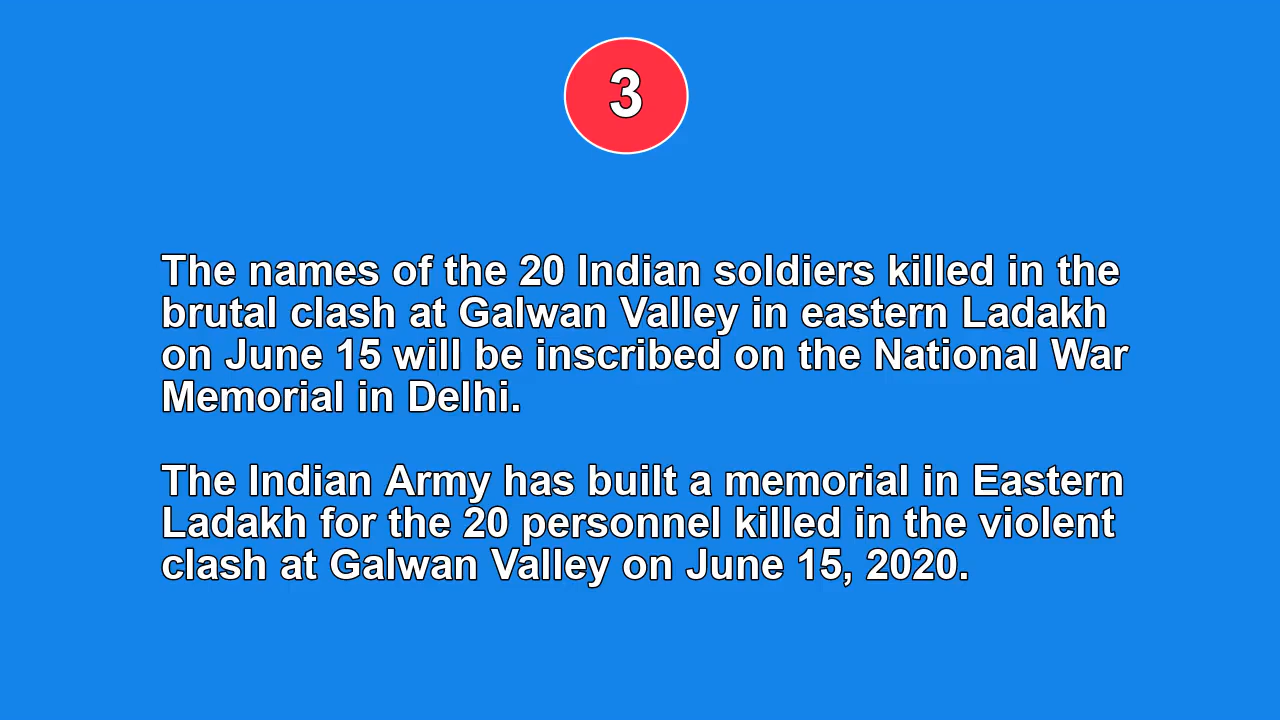 3
The names of the 20 Indian soldiers killed in the
brutal clash at Galwan Valley in eastern Ladakh
on June 15 will be inscribed on the National War
Memorial in Delhi.
The Indian Army has built a memorial in Eastern
Ladakh for the 20 personnel killed in the violent
clash at Galwan Valley on June 15, 2020.